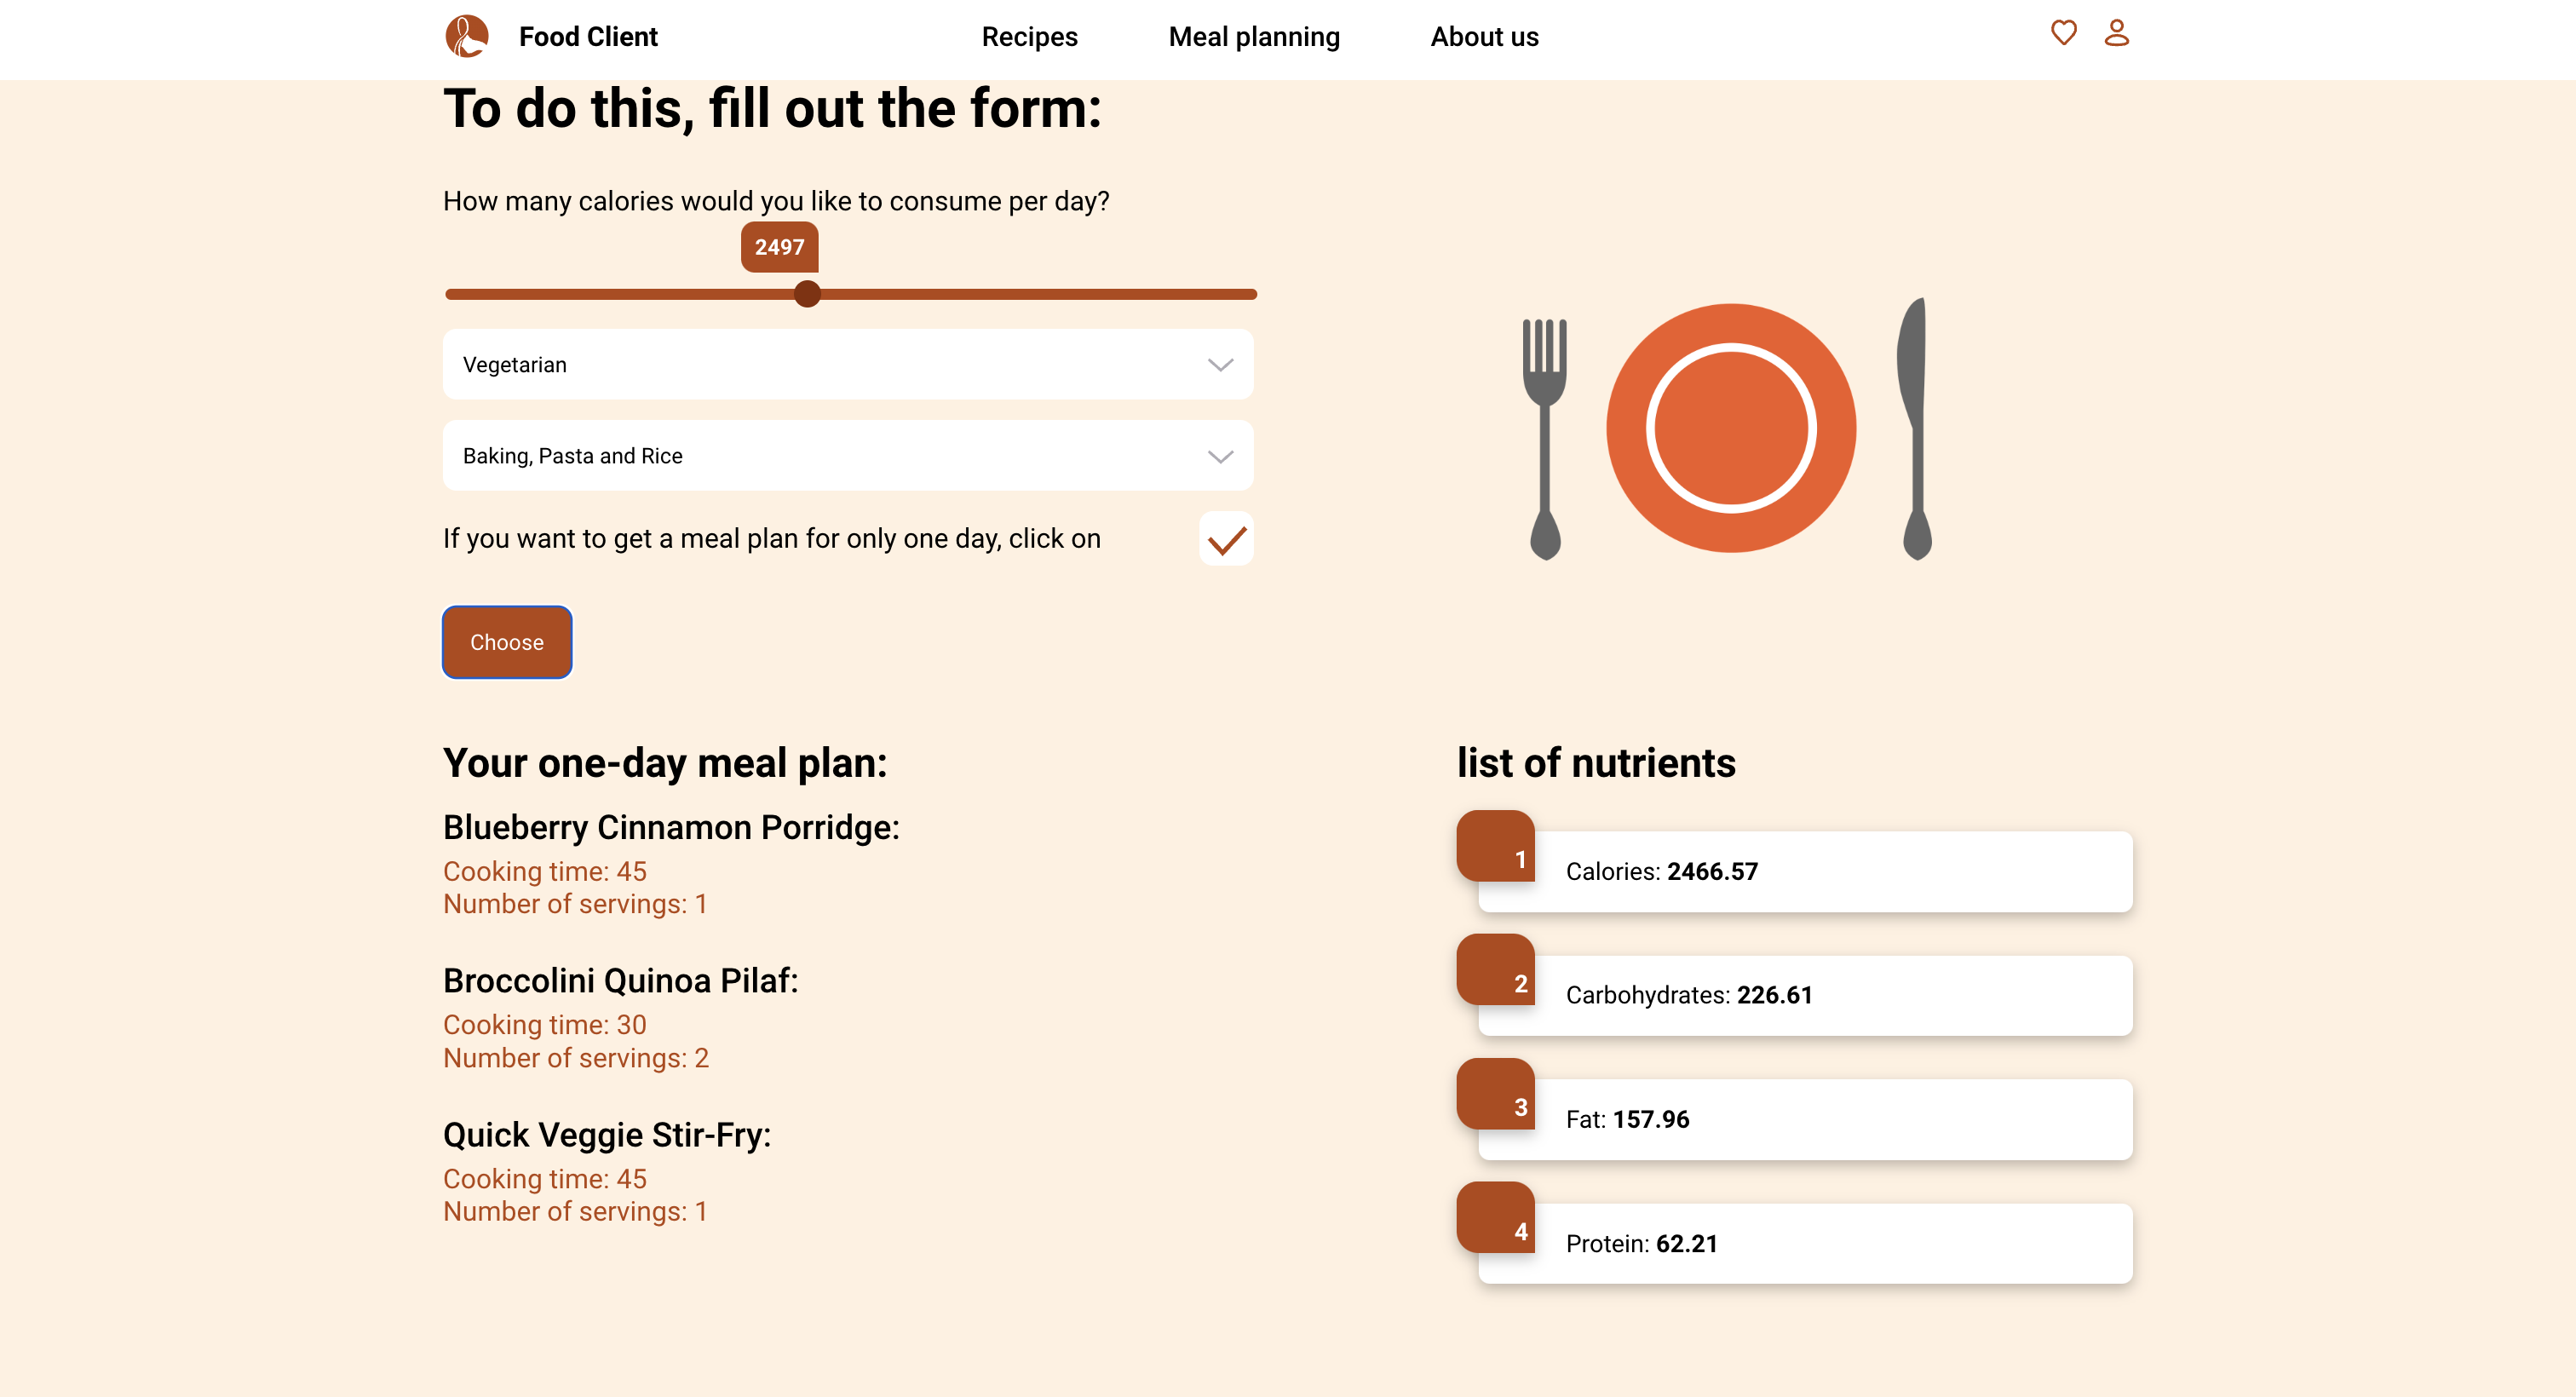 Food Client
Recipes
Meal planning
About us
To do this, fill out the form:
How many calories would you like to consume per day?
2497
Vegetarian
Baking, Pasta and Rice
If you want to get a meal plan for only one day, click on
Choose
Your one-day meal plan:
Blueberry Cinnamon Porridge:
Cooking time: 45
Number of servings: 1
Broccolini Quinoa Pilaf:
Cooking time: 30
Number of servings: 2
Quick Veggie Stir-Fry:
Cooking time: 45
Number of servings: 1
list of nutrients
1
Calories: 2466.57
2
Carbohydrates: 226.61
3
Fat: 157.96
4
Protein: 62.21